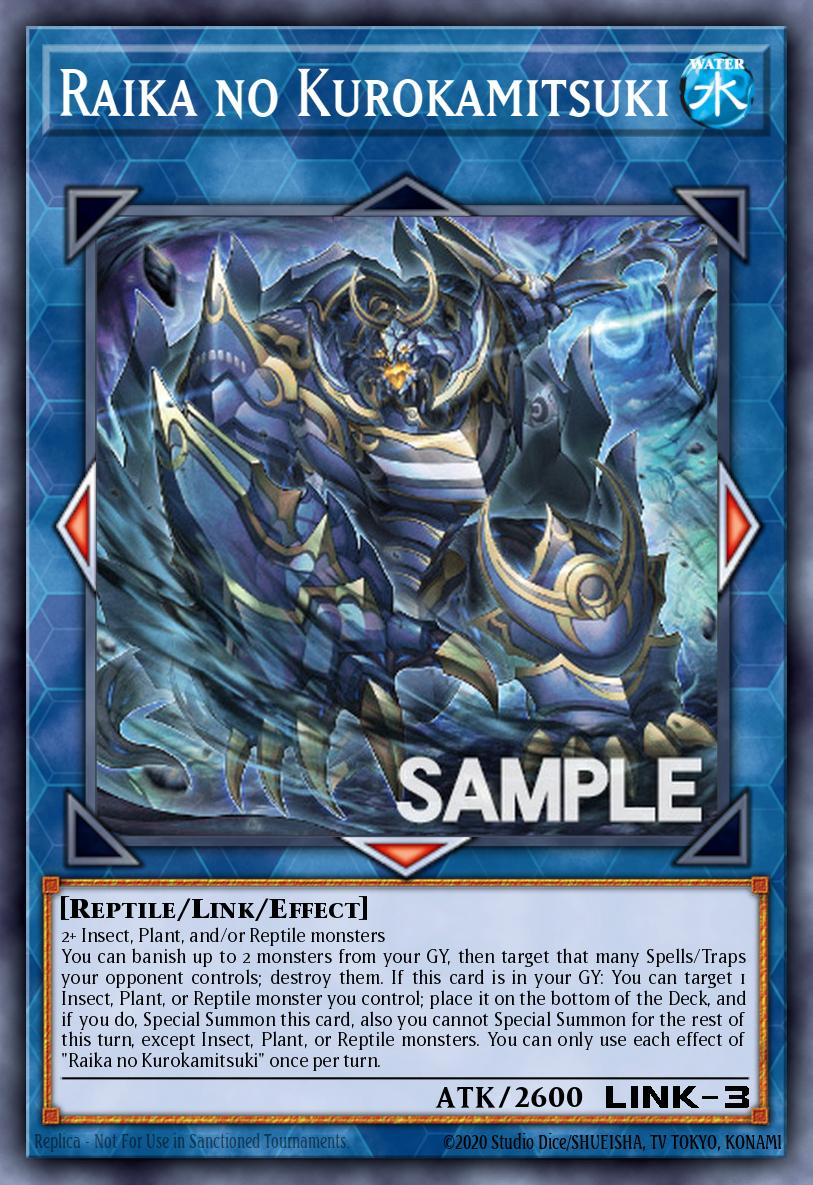 Raika no Kurokamitsuki
WATER
水
SAMPLE
[Reptile/Link/Effect]
2+ Insect, Plant, and/or Reptile monsters
You can banish up to 2 monsters from your GY, then target that many Spells/Traps
your opponent controls; destroy them. If this card is in your GY: You can target 1
Insect, Plant, or Reptile monster you control; place it on the bottom of the Deck, and
if you do, Special Summon this card, also you cannot Special Summon for the rest of
this turn, except Insect, Plant, or Reptile monsters. You can only use each effect of
"Raika no Kurokamitsuki" once per turn.
ATK/2600 LINK-3
Replica - Not For Use in Sanctioned Tournaments.
©2020 Studio Dice/SHUEISHA, TV TOKYO, KONAMI